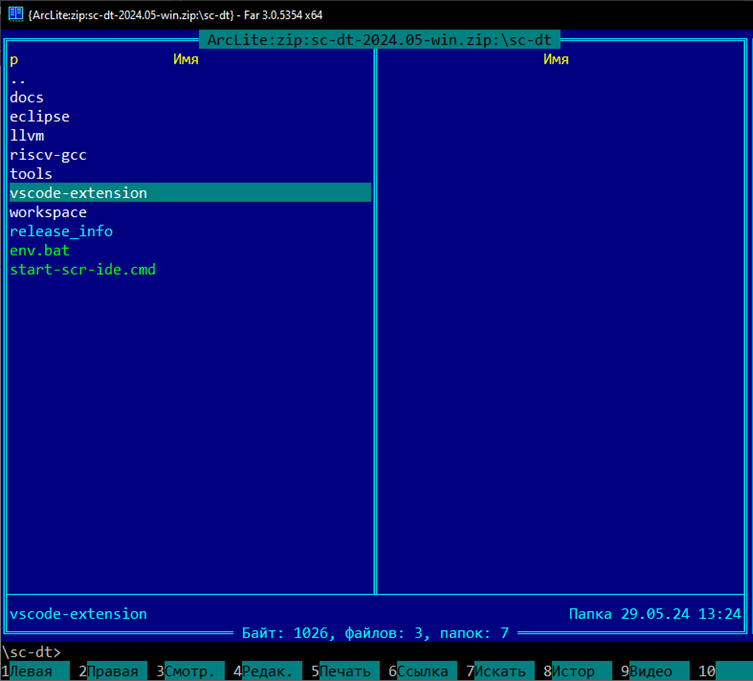 {ArcLite:zip:sc-dt-2024.05-win.zip:\sc-dt} - Far 3.0.5354 x64
ArcLite:zip:sc-dt-2024.05-win.zip:\sc-dt
р Имя Имя
..
docs
eclipse
llvm
riscv-gcc
tools
vscode-extension
workspace
release_info
env.bat
start-scr-ide.cmd
vscode-extension Папка 29.05.24 13:24
Байт: 1026, файлов: 3, папок: 7
\sc-dt>
1Левая 2Правая 3Смотр. 4Редак. 5Печать 6Ссылка 7Искать 8Истор 9Видео 10